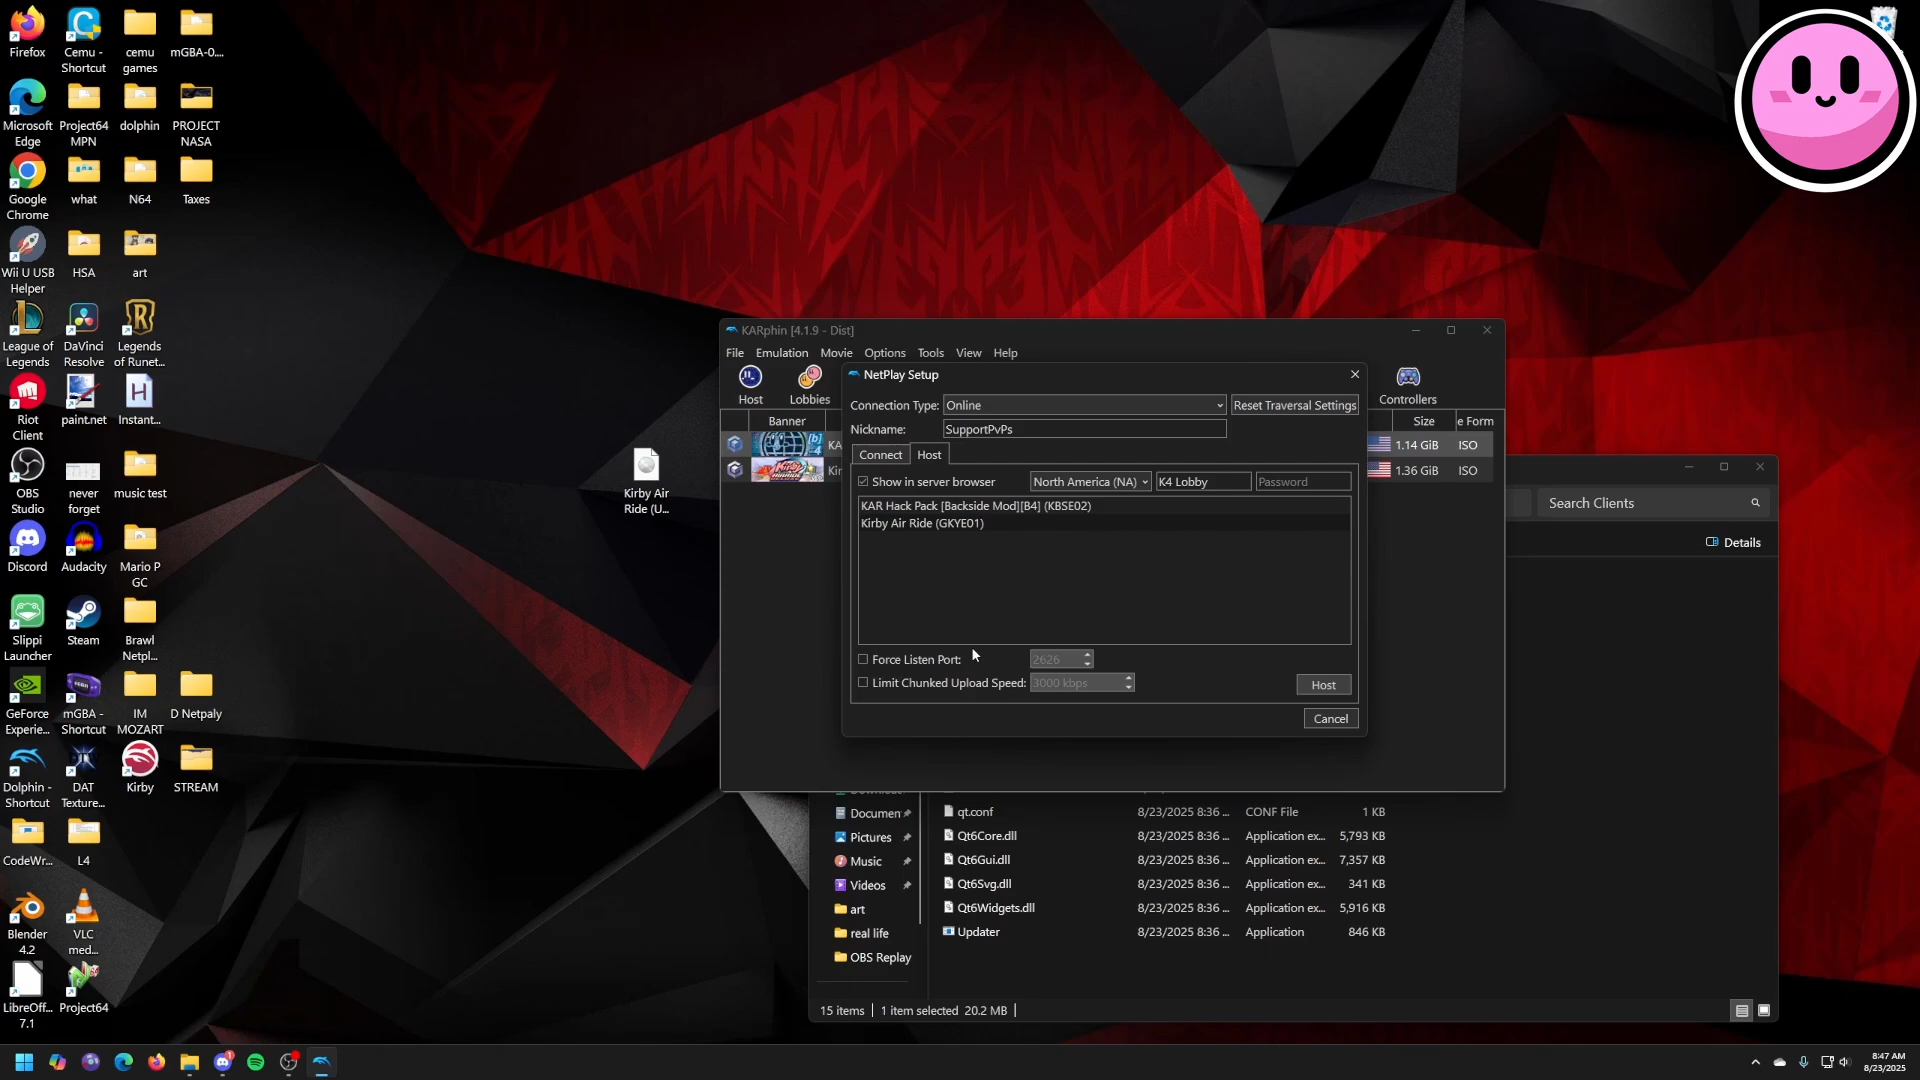 Firefox
Cemu -
Shortcut
cemu
games
mGBA-0....
Microsoft
Edge
Project64
MPN
dolphin
PROJECT
NASA
Google
Chrome
what
N64
Taxes
Wii U USB
Helper
HSA
art
League of
Legends
DaVinci
Resolve
Legends
of Runet...
Riot
Client
paint.net
Instant...
OBS
Studio
never
forget
music test
Discord
Audacity
Mario P
GC
Slippi
Launcher
Steam
Brawl
Netpl...
GeForce
Experie...
mGBA -
Shortcut
IM
MOZART
D Netpaly
Dolphin -
Shortcut
DAT
Texture...
Kirby
STREAM
CodeWr...
L4
Blender
4.2
VLC
med...
LibreOff...
7.1
Project64
Kirby Air
Ride (U...
KARphin [4.1.9 - Dist]
File Emulation Movie Options Tools View Help
Host Lobbies Controllers
Banner Size e Form
KA 1.14 GiB ISO
Kir 1.36 GiB ISO
NetPlay Setup
Connection Type: Online Reset Traversal Settings
Nickname: SupportPvPs
Connect Host
Show in server browser North America (NA) K4 Lobby Password
KAR Hack Pack [Backside Mod][B4] (KBSE02)
Kirby Air Ride (GKYE01)
Force Listen Port: 2626
Limit Chunked Upload Speed: 3000 kbps Host
Cancel
Search Clients
Details
Documen
Pictures
Music
Videos
art
real life
OBS Replay
qt.conf 8/23/2025 8:36 ... CONF File 1 KB
Qt6Core.dll 8/23/2025 8:36 ... Application ex... 5,793 KB
Qt6Gui.dll 8/23/2025 8:36 ... Application ex... 7,357 KB
Qt6Svg.dll 8/23/2025 8:36 ... Application ex... 341 KB
Qt6Widgets.dll 8/23/2025 8:36 ... Application ex... 5,916 KB
Updater 8/23/2025 8:36 ... Application 846 KB
15 items 1 item selected 20.2 MB
8:47 AM
8/23/2025